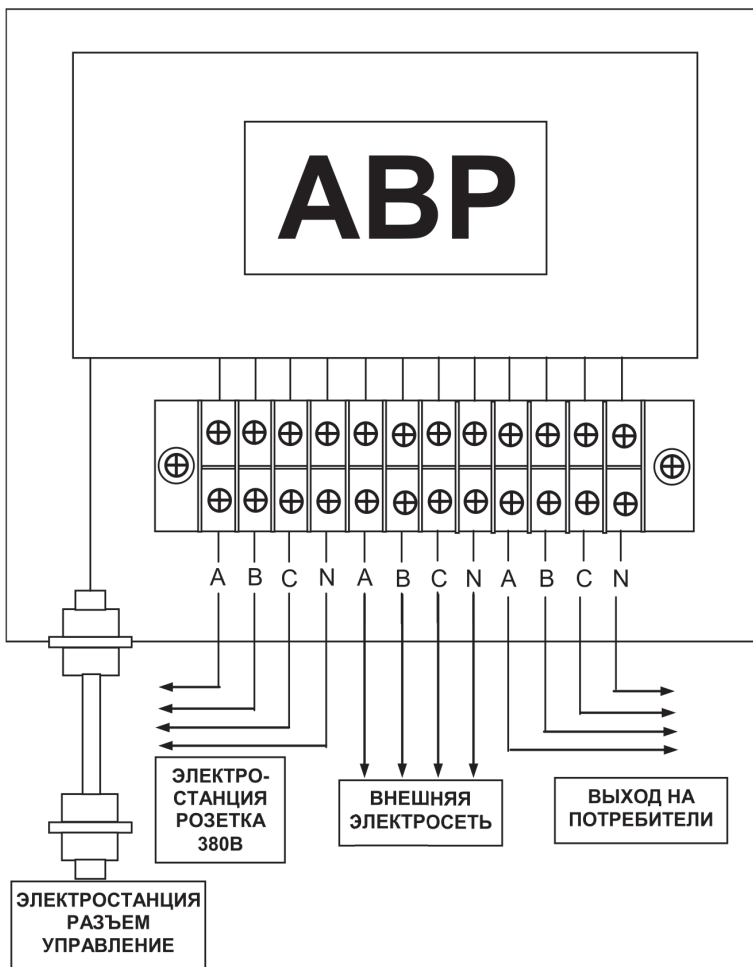 АВР
A B C N A B C N A B C N
ЭЛЕКТРО-
СТАНЦИЯ
РОЗЕТКА
380В
ВНЕШНЯЯ
ЭЛЕКТРОСЕТЬ
ВЫХОД НА
ПОТРЕБИТЕЛИ
ЭЛЕКТРОСТАНЦИЯ
РАЗЪЕМ
УПРАВЛЕНИЕ